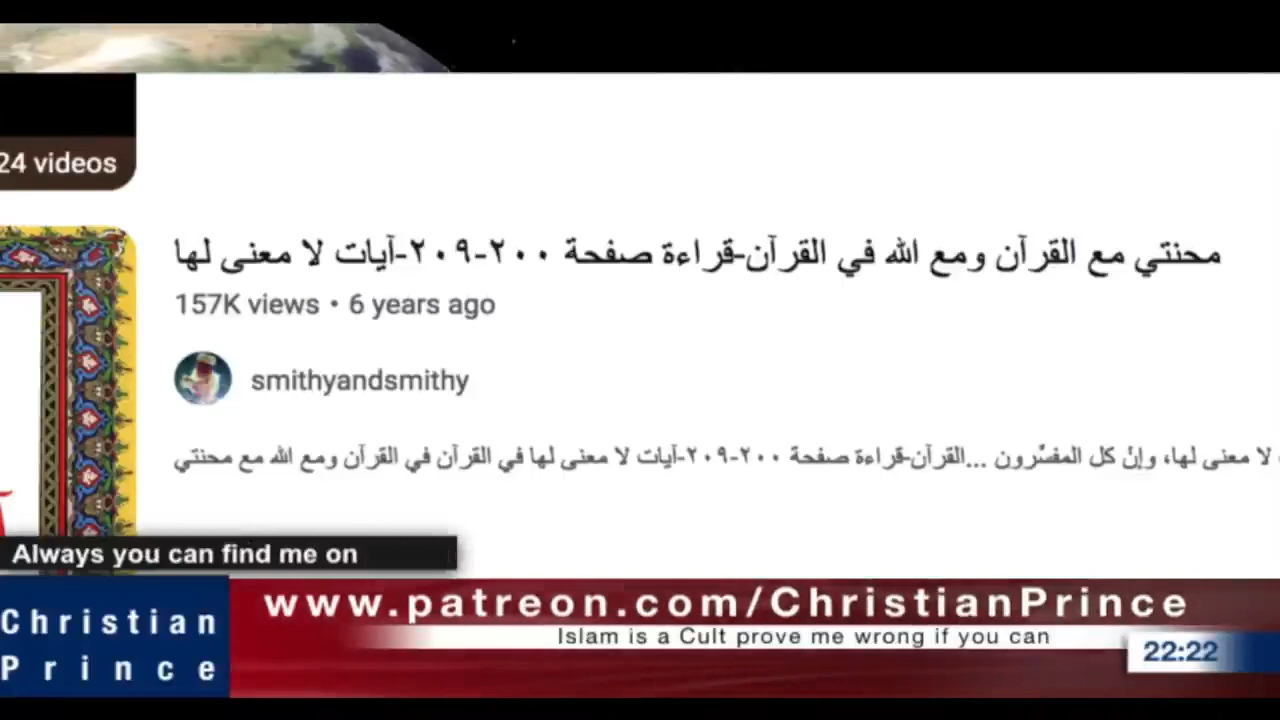 24 videos
محنتي مع القرآن ومع الله في القرآن-قراءة صفحة ٢٠٠-٢٠٩-آيات لا معنى لها
157K views • 6 years ago
smithyandsmithy
لا معنى لها، وإنْ كل المفسِّرون ...القرآن-قراءة صفحة ٢٠٠-٢٠٩-آيات لا معنى لها في القرآن في القرآن ومع الله مع محنتي
Always you can find me on
Christian
Prince
www.patreon.com/ChristianPrince
Islam is a Cult prove me wrong if you can
22:22